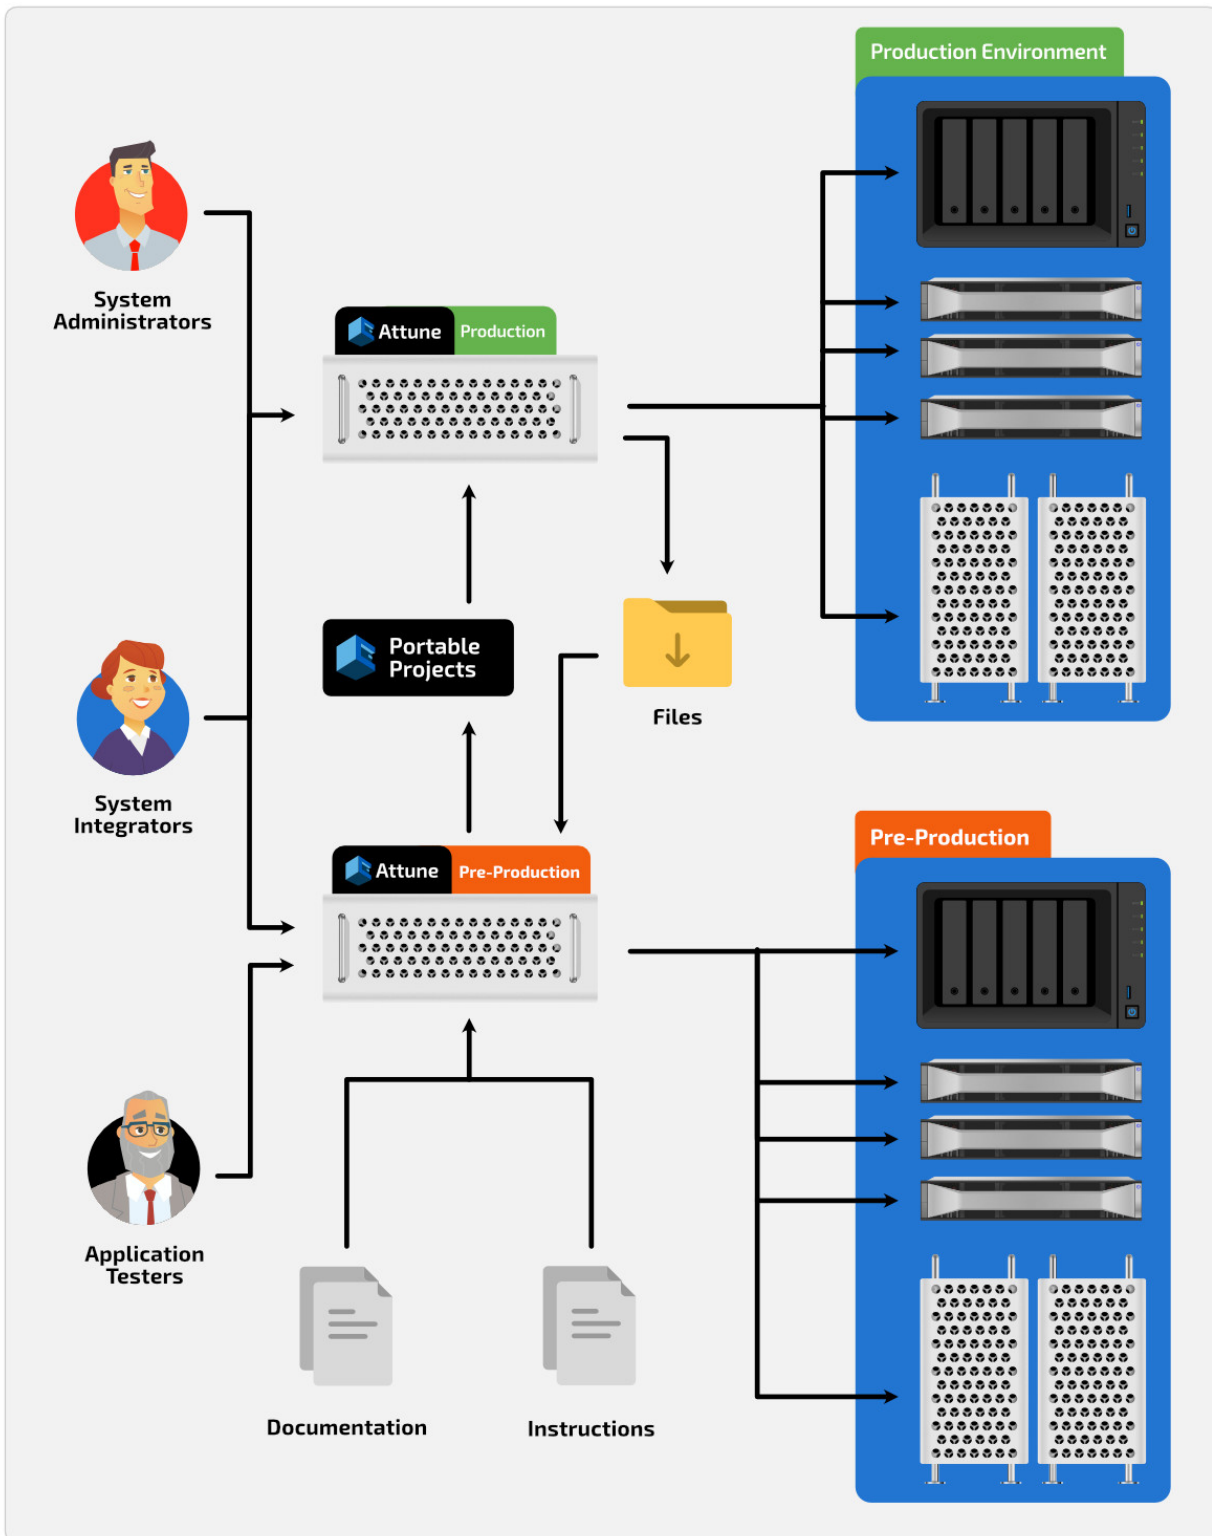 Production Environment
System
Administrators
Attune Production
Portable
Projects
Files
System
Integrators
Pre-Production
Attune Pre-Production
Application
Testers
Documentation
Instructions